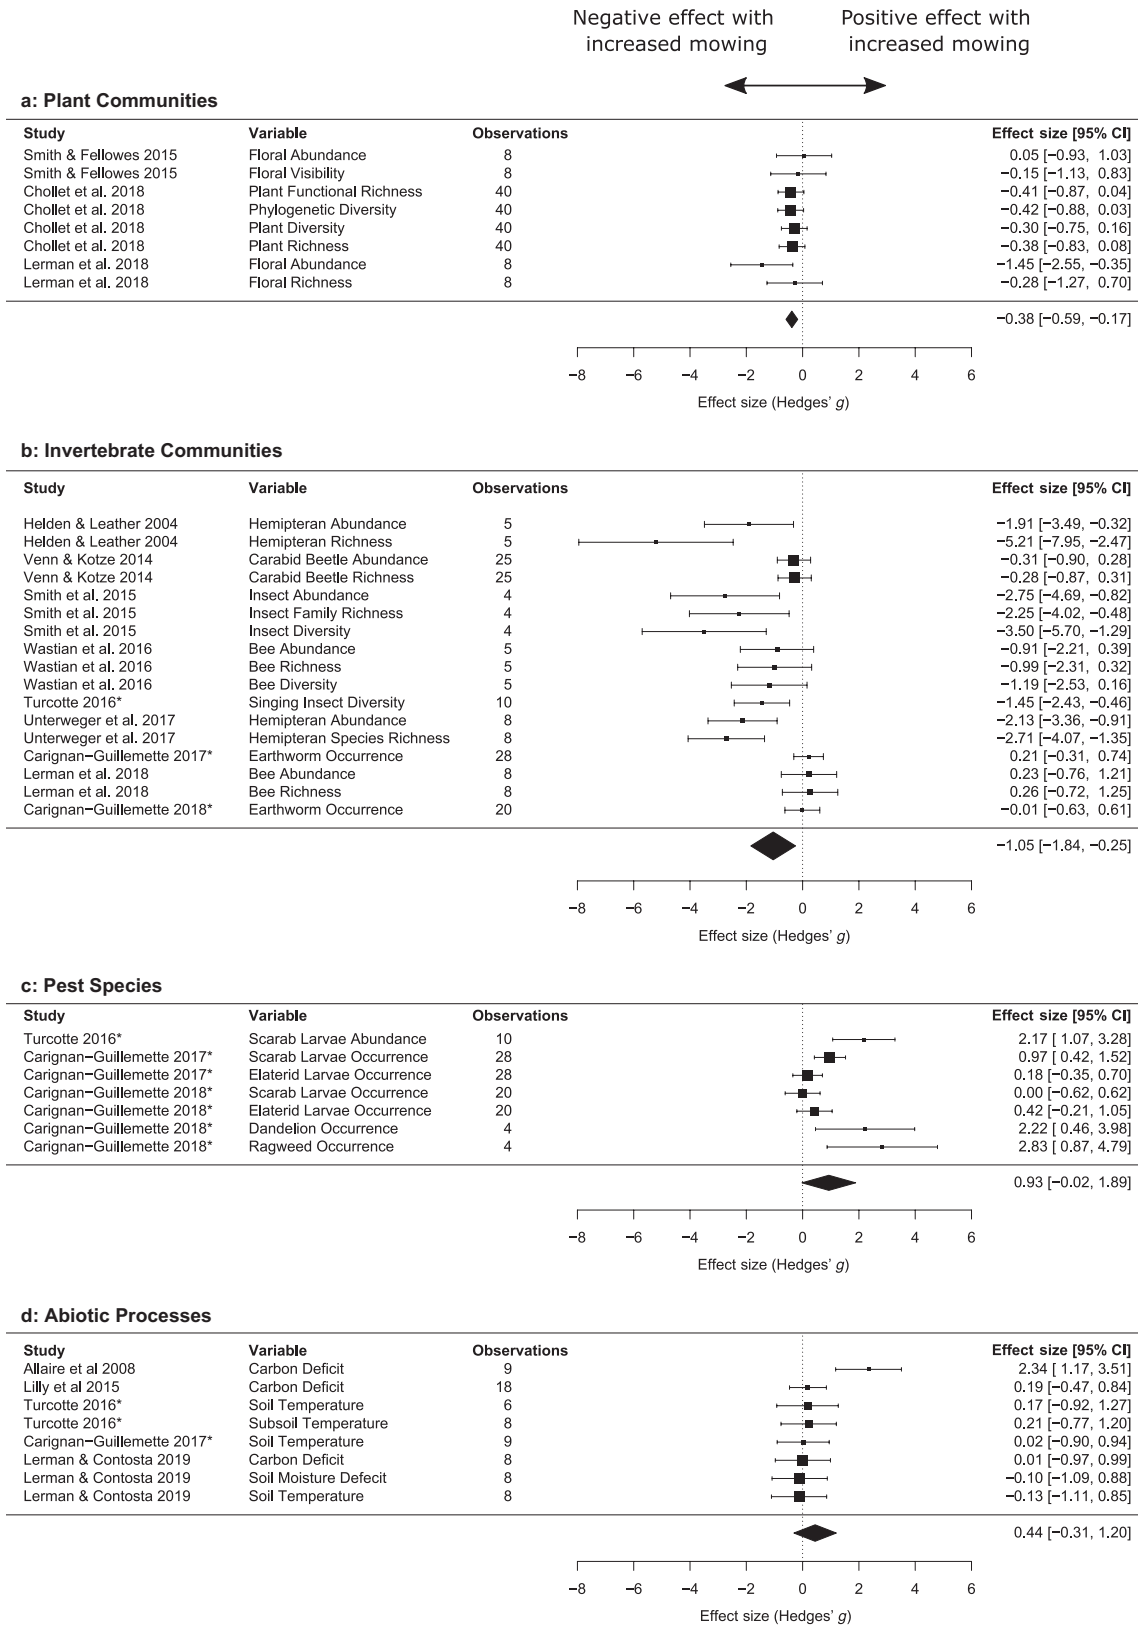 Negative effect with Positive effect with
increased mowing increased mowing
a: Plant Communities
Study Variable Observations Effect size [95% CI]
Smith & Fellowes 2015 Floral Abundance 8 0.05 [−0.93, 1.03]
Smith & Fellowes 2015 Floral Visibility 8 −0.15 [−1.13, 0.83]
Chollet et al. 2018 Plant Functional Richness 40 −0.41 [−0.87, 0.04]
Chollet et al. 2018 Phylogenetic Diversity 40 −0.42 [−0.88, 0.03]
Chollet et al. 2018 Plant Diversity 40 −0.30 [−0.75, 0.16]
Chollet et al. 2018 Plant Richness 40 −0.38 [−0.83, 0.08]
Lerman et al. 2018 Floral Abundance 8 −1.45 [−2.55, −0.35]
Lerman et al. 2018 Floral Richness 8 −0.28 [−1.27, 0.70]
−0.38 [−0.59, −0.17]
−8 −6 −4 −2 0 2 4 6
Effect size (Hedges' g)
b: Invertebrate Communities
Study Variable Observations Effect size [95% CI]
Helden & Leather 2004 Hemipteran Abundance 5 −1.91 [−3.49, −0.32]
Helden & Leather 2004 Hemipteran Richness 5 −5.21 [−7.95, −2.47]
Venn & Kotze 2014 Carabid Beetle Abundance 25 −0.31 [−0.90, 0.28]
Venn & Kotze 2014 Carabid Beetle Richness 25 −0.28 [−0.87, 0.31]
Smith et al. 2015 Insect Abundance 4 −2.75 [−4.69, −0.82]
Smith et al. 2015 Insect Family Richness 4 −2.25 [−4.02, −0.48]
Smith et al. 2015 Insect Diversity 4 −3.50 [−5.70, −1.29]
Wastian et al. 2016 Bee Abundance 5 −0.91 [−2.21, 0.39]
Wastian et al. 2016 Bee Richness 5 −0.99 [−2.31, 0.32]
Wastian et al. 2016 Bee Diversity 5 −1.19 [−2.53, 0.16]
Turcotte 2016* Singing Insect Diversity 10 −1.45 [−2.43, −0.46]
Unterweger et al. 2017 Hemipteran Abundance 8 −2.13 [−3.36, −0.91]
Unterweger et al. 2017 Hemipteran Species Richness 8 −2.71 [−4.07, −1.35]
Carignan−Guillemette 2017* Earthworm Occurrence 28 0.21 [−0.31, 0.74]
Lerman et al. 2018 Bee Abundance 8 0.23 [−0.76, 1.21]
Lerman et al. 2018 Bee Richness 8 0.26 [−0.72, 1.25]
Carignan−Guillemette 2018* Earthworm Occurrence 20 −0.01 [−0.63, 0.61]
−1.05 [−1.84, −0.25]
−8 −6 −4 −2 0 2 4 6
Effect size (Hedges' g)
c: Pest Species
Study Variable Observations Effect size [95% CI]
Turcotte 2016* Scarab Larvae Abundance 10 2.17 [ 1.07, 3.28]
Carignan−Guillemette 2017* Scarab Larvae Occurrence 28 0.97 [ 0.42, 1.52]
Carignan−Guillemette 2017* Elaterid Larvae Occurrence 28 0.18 [−0.35, 0.70]
Carignan−Guillemette 2018* Scarab Larvae Occurrence 20 0.00 [−0.62, 0.62]
Carignan−Guillemette 2018* Elaterid Larvae Occurrence 20 0.42 [−0.21, 1.05]
Carignan−Guillemette 2018* Dandelion Occurrence 4 2.22 [ 0.46, 3.98]
Carignan−Guillemette 2018* Ragweed Occurrence 4 2.83 [ 0.87, 4.79]
0.93 [−0.02, 1.89]
−8 −6 −4 −2 0 2 4 6
Effect size (Hedges' g)
d: Abiotic Processes
Study Variable Observations Effect size [95% CI]
Allaire et al 2008 Carbon Deficit 9 2.34 [ 1.17, 3.51]
Lilly et al 2015 Carbon Deficit 18 0.19 [−0.47, 0.84]
Turcotte 2016* Soil Temperature 6 0.17 [−0.92, 1.27]
Turcotte 2016* Subsoil Temperature 8 0.21 [−0.77, 1.20]
Carignan−Guillemette 2017* Soil Temperature 9 0.02 [−0.90, 0.94]
Lerman & Contosta 2019 Carbon Deficit 8 0.01 [−0.97, 0.99]
Lerman & Contosta 2019 Soil Moisture Defecit 8 −0.10 [−1.09, 0.88]
Lerman & Contosta 2019 Soil Temperature 8 −0.13 [−1.11, 0.85]
0.44 [−0.31, 1.20]
−8 −6 −4 −2 0 2 4 6
Effect size (Hedges' g)